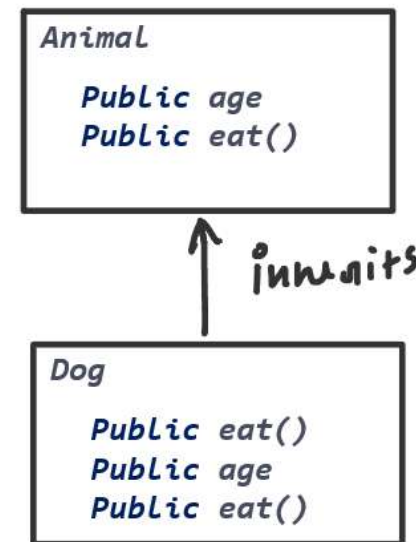 Animal
Public age
Public eat()
inherits
Dog
Public eat()
Public age
Public eat()